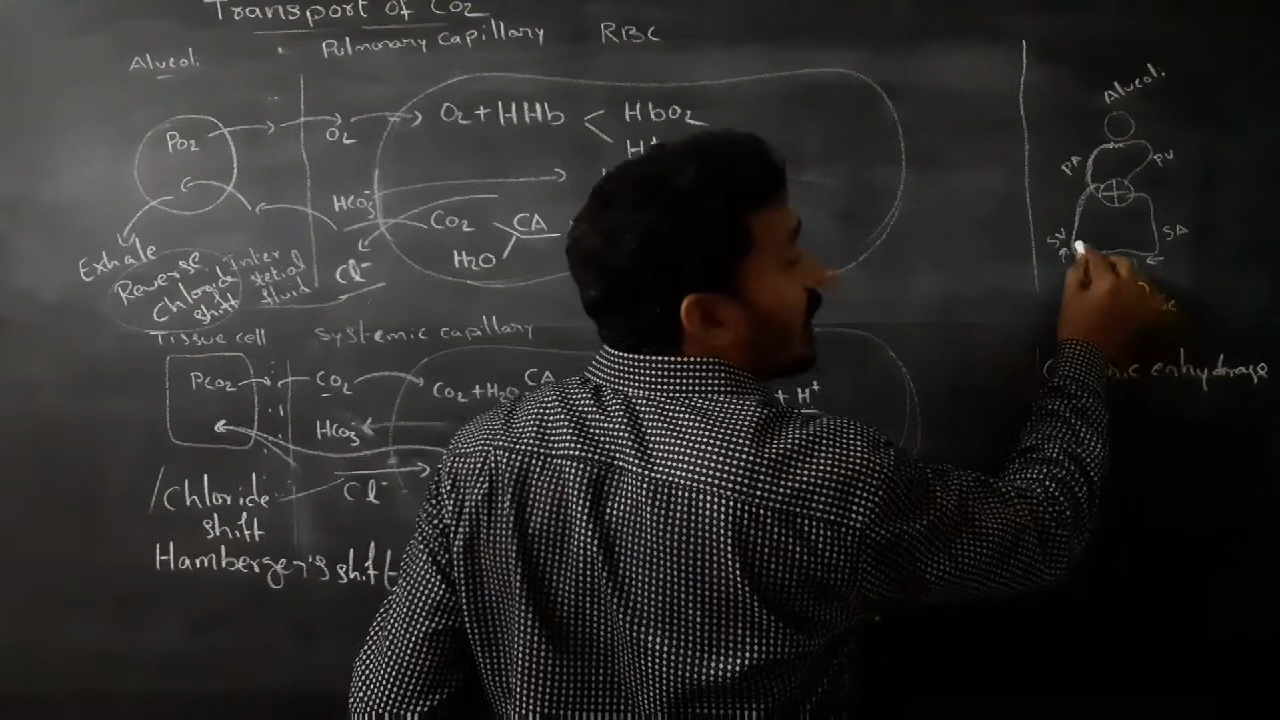 Transport of CO2
Alveoli
Pulmonary capillary RBC
PO2
O2
O2 + HHb < HbO2
H+
HCO3-
CO2
CA
H2O
Cl-
Exhale
Reverse
Chloride
shift
Inter
stetial
fluid
Tissue cell systemic capillary
PCO2
CO2
CO2 + H2O
CA
+ H+
HCO3-
Cl-
/Chloride
shift
Hamberger's shift
Alveoli
PA
PV
SV
SA
enhydrase